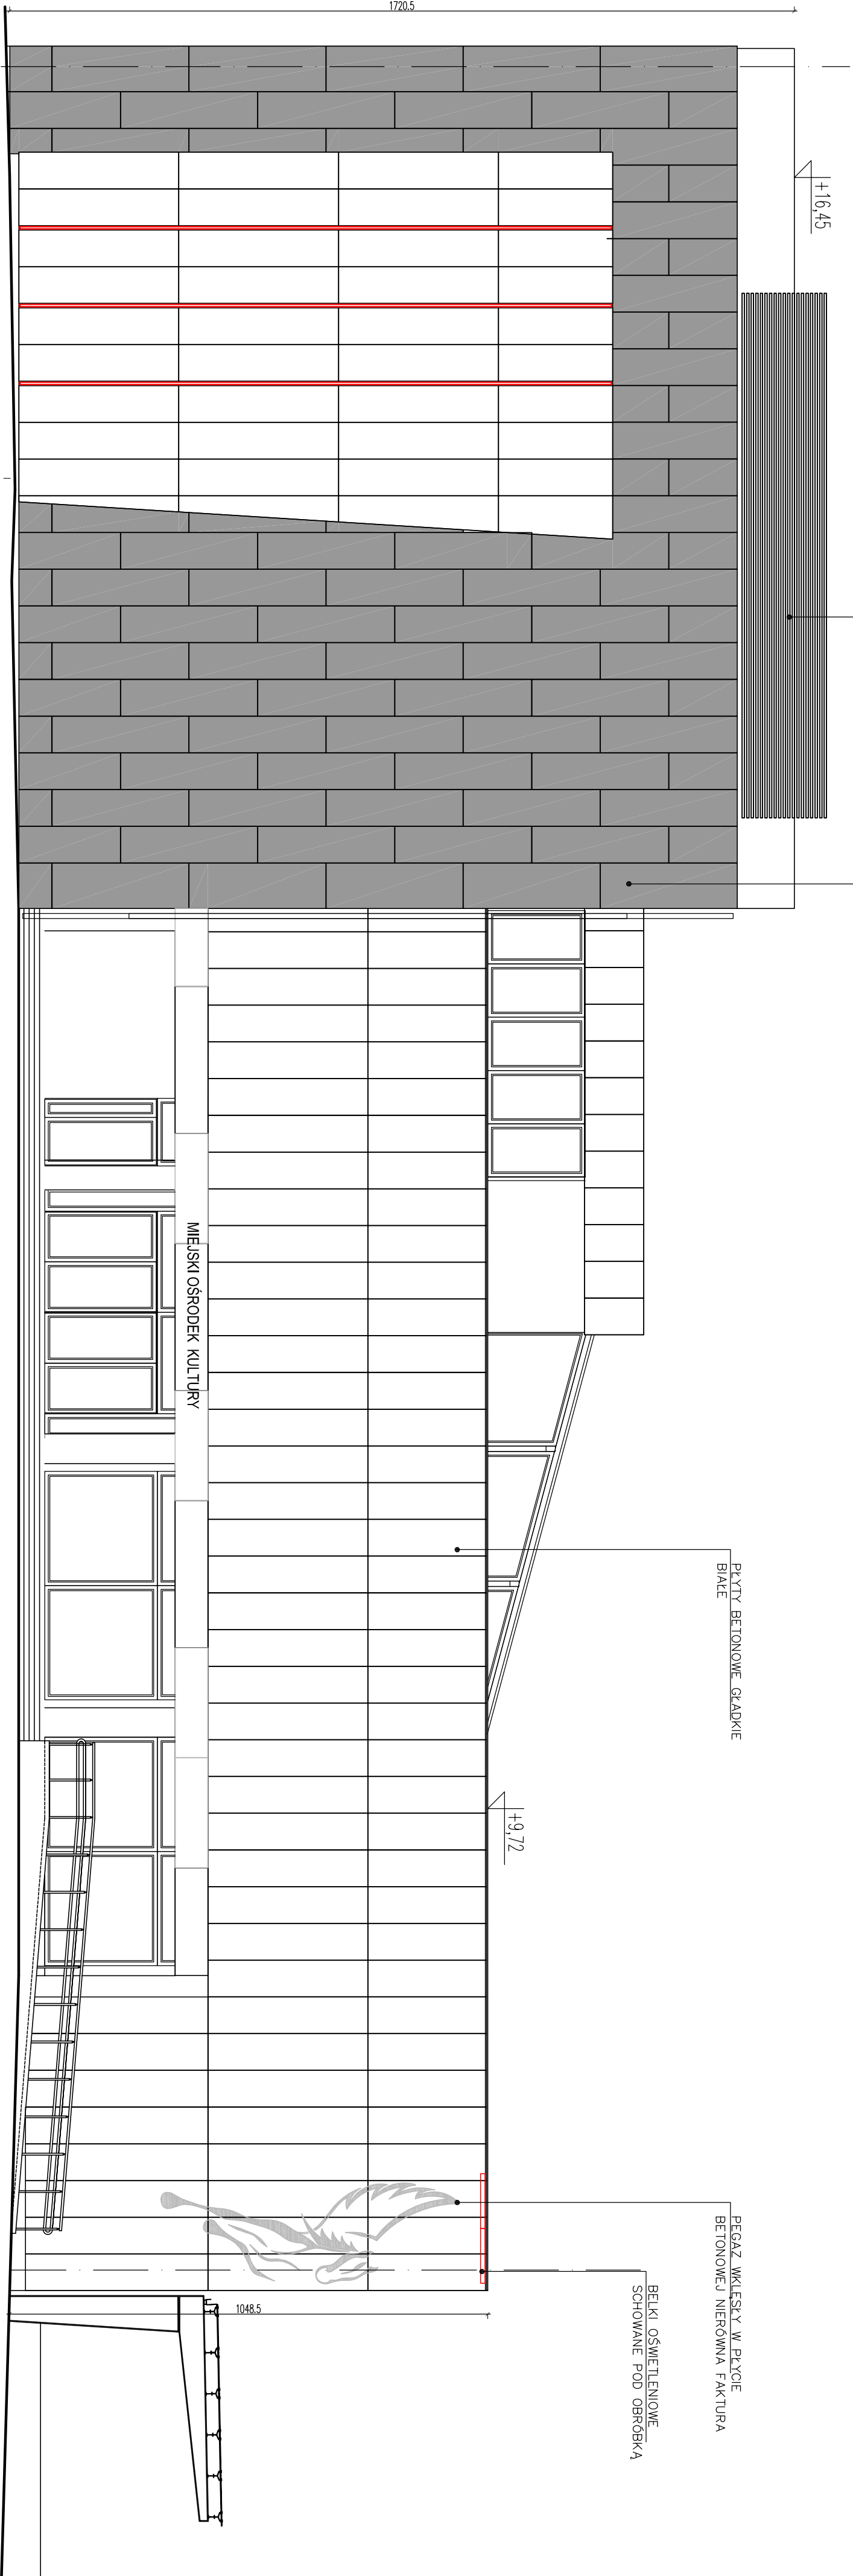 1720.5
+16,45
MIEJSKI OŚRODEK KULTURY
PŁYTY BETONOWE GŁADKIE
BIAŁE
+9,72
PEGAZ WKLĘSŁY W PŁYCIE
BETONOWEJ NIERÓWNA FAKTURA
BELKI OŚWIETLENIOWE
SCHOWANE POD OBRÓBKĄ
1048.5